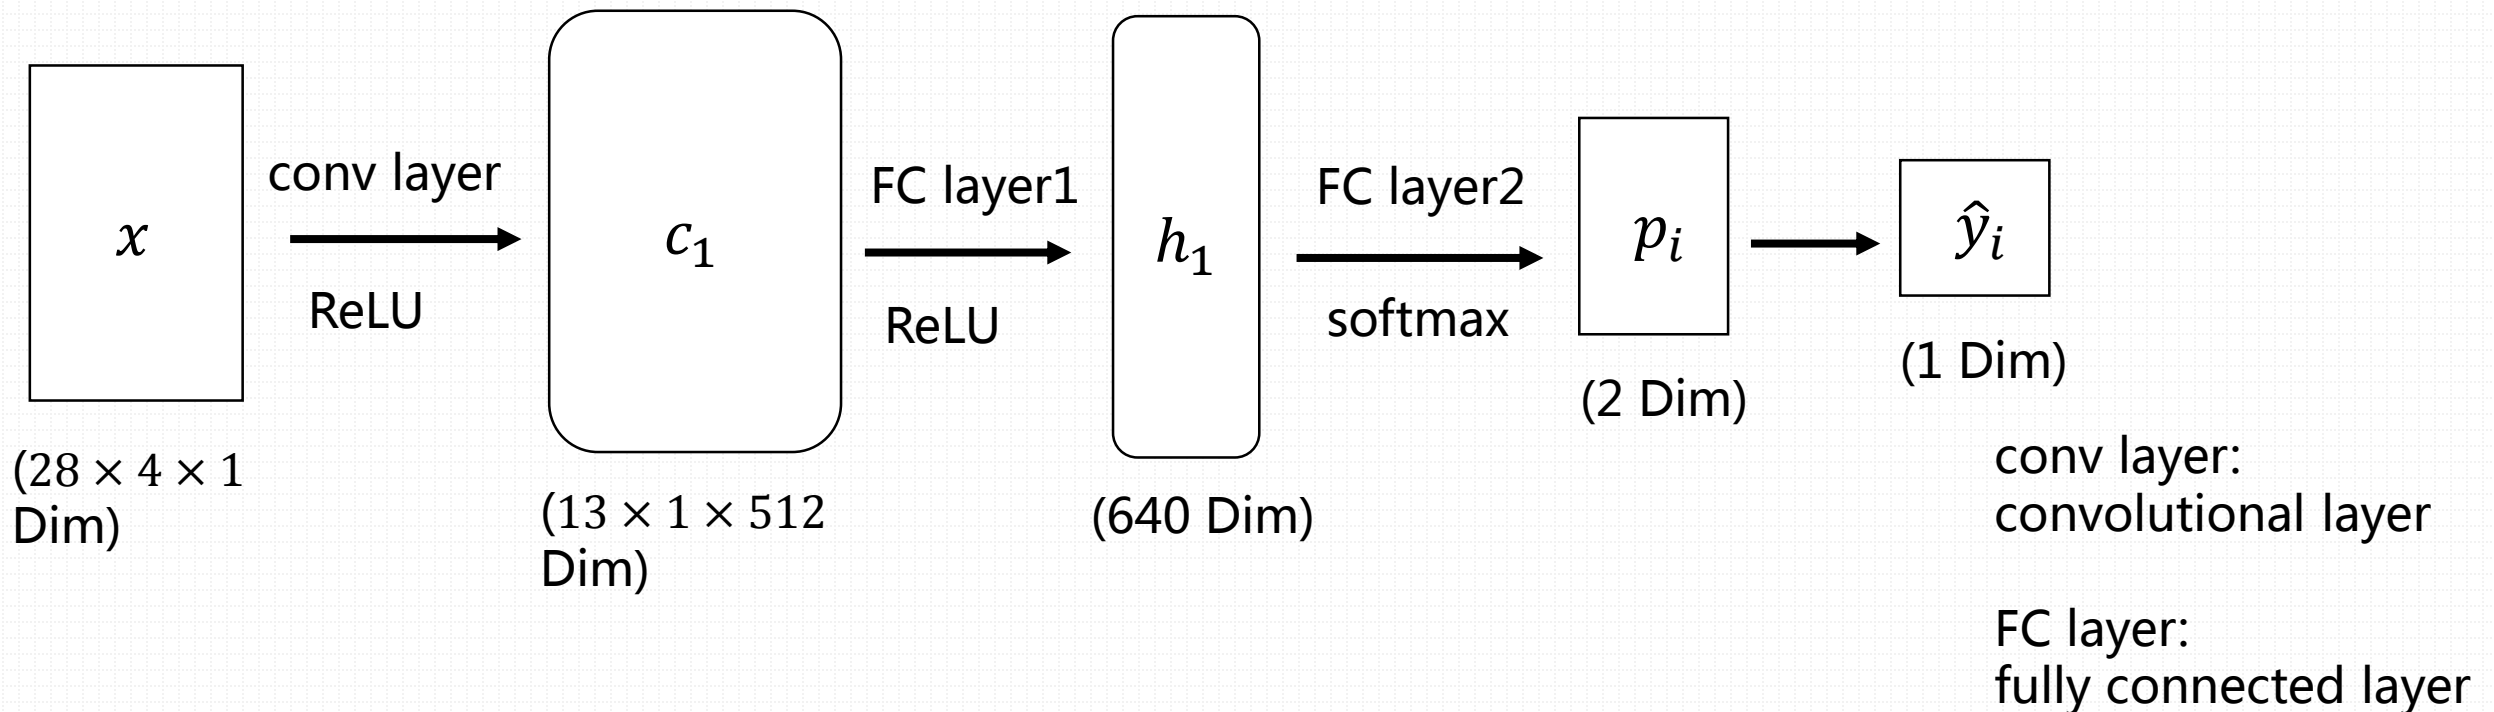 x
(28 × 4 × 1
Dim)
conv layer
ReLU
c₁
(13 × 1 × 512
Dim)
FC layer1
ReLU
h₁
(640 Dim)
FC layer2
softmax
pᵢ
(2 Dim)
ŷᵢ
(1 Dim)
conv layer:
convolutional layer
FC layer:
fully connected layer